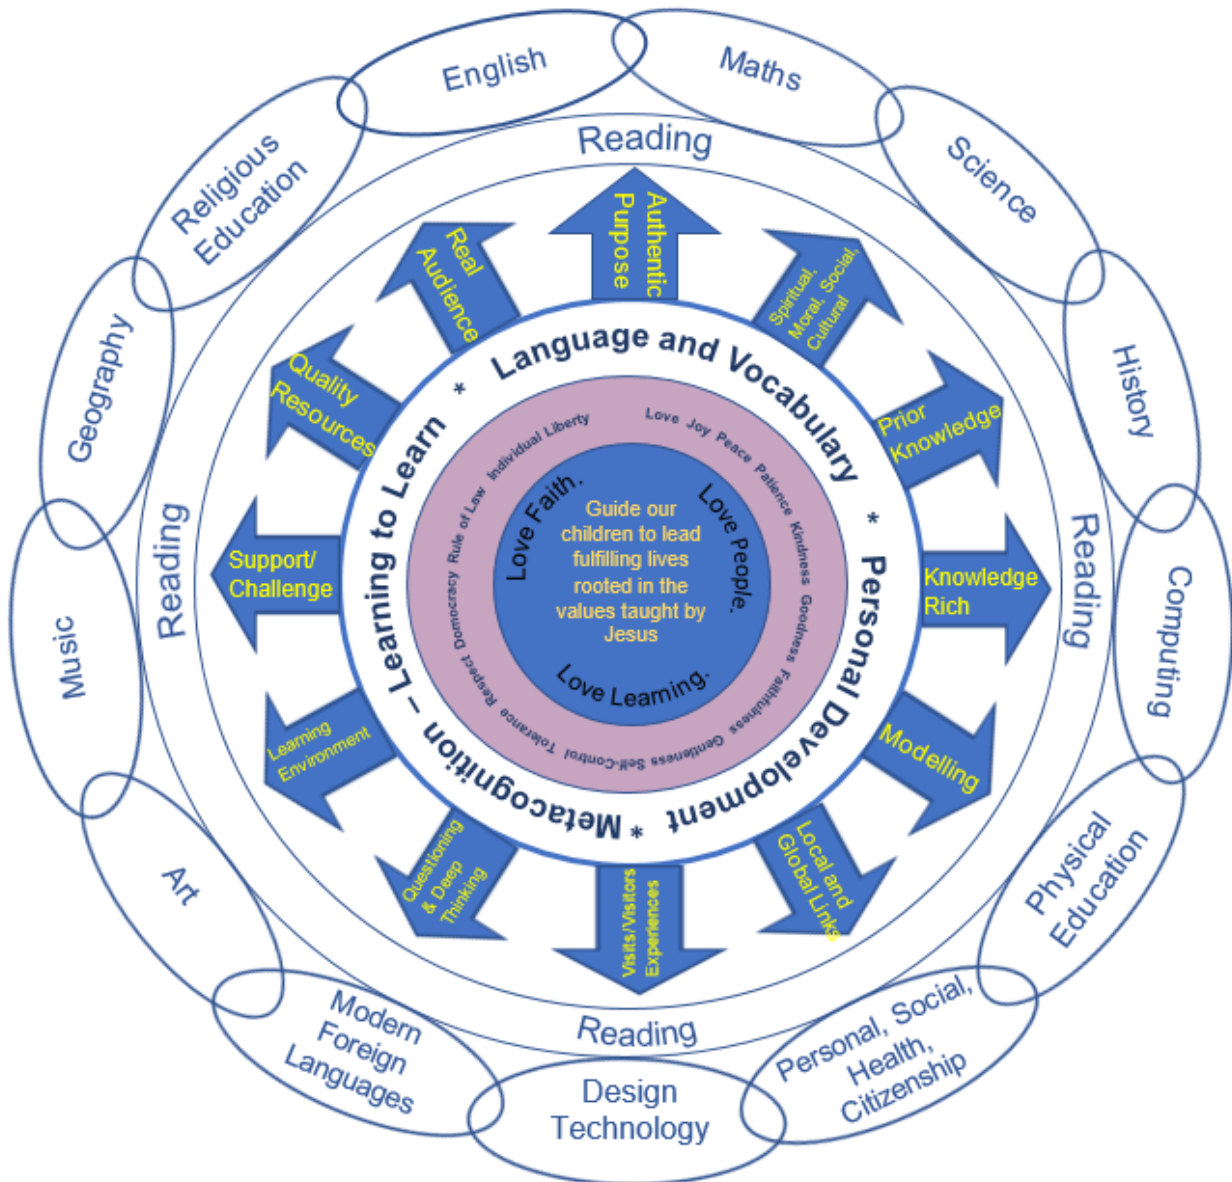 English
Maths
Science
History
Computing
Physical
Education
Personal, Social,
Health,
Citizenship
Design
Technology
Modern
Foreign
Languages
Art
Music
Geography
Religious
Education
Reading
Reading
Reading
Reading
Authentic
Purpose
Spiritual,
Moral, Social,
Cultural
Prior
Knowledge
Knowledge
Rich
Modelling
Local and
Global Links
Visits/Visitors
Experiences
Questioning
& Deep
Thinking
Learning
Environment
Support/
Challenge
Quality
Resources
Real
Audience
* Language and Vocabulary * Personal Development * Metacognition – Learning to Learn
Love Joy Peace Patience Kindness Goodness Faithfulness Gentleness Self-Control Tolerance Respect Domocracy Rule of Law Individual Liberty
Love Faith.
Love People.
Love Learning.
Guide our
children to lead
fulfilling lives
rooted in the
values taught by
Jesus